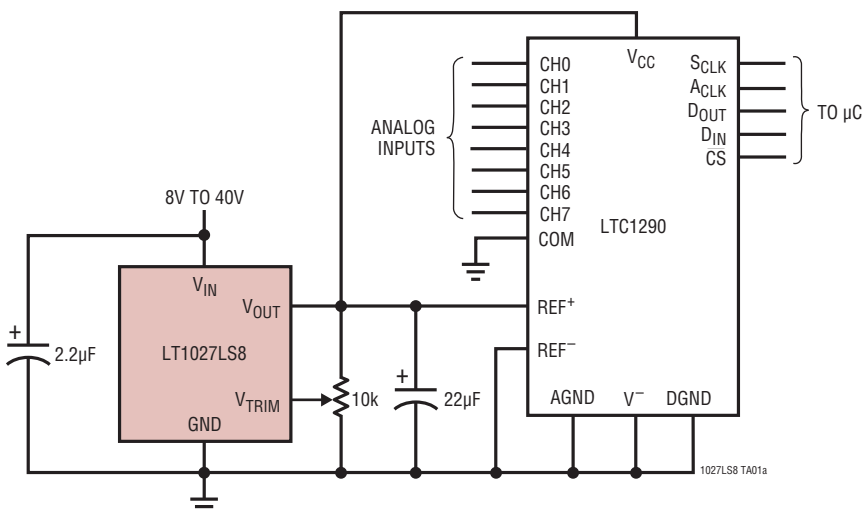 CH0
CH1
CH2
CH3
CH4
CH5
CH6
CH7
COM
REF+
REF−
VCC
SCLK
ACLK
DOUT
DIN
CS
TO µC
ANALOG
INPUTS
LTC1290
AGND
V−
DGND
8V TO 40V
VIN
VOUT
LT1027LS8
VTRIM
GND
+
2.2µF
10k
+
22µF
1027LS8 TA01a